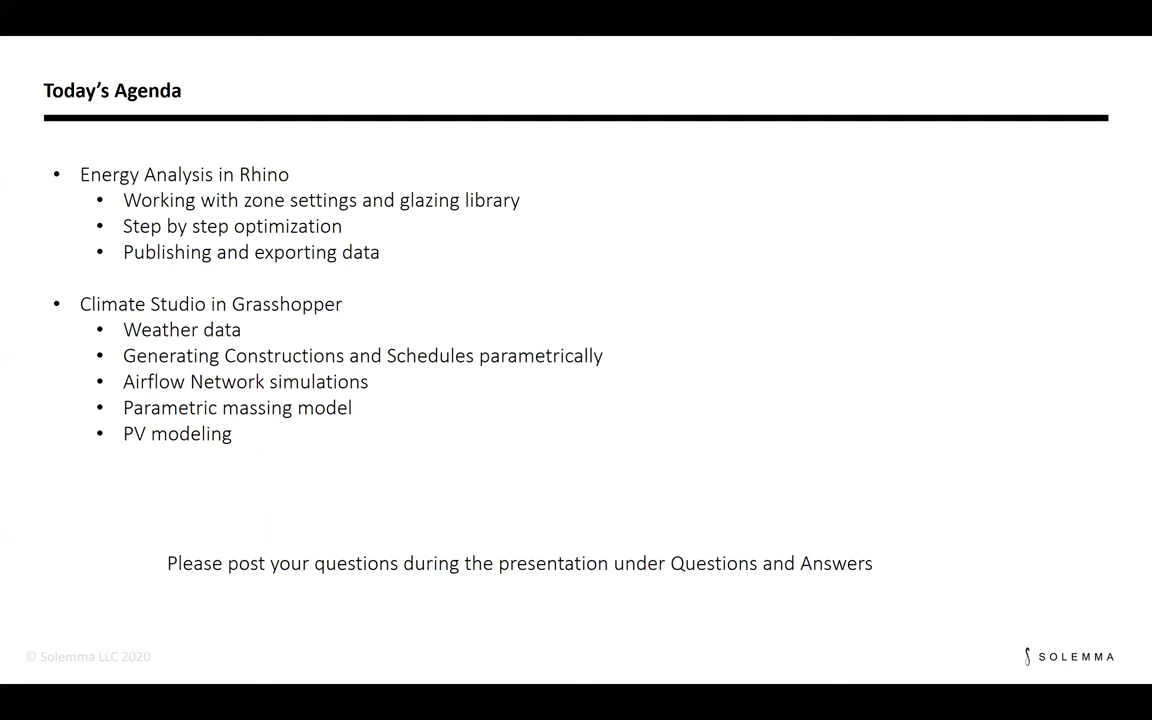 Today's Agenda
• Energy Analysis in Rhino
• Working with zone settings and glazing library
• Step by step optimization
• Publishing and exporting data
• Climate Studio in Grasshopper
• Weather data
• Generating Constructions and Schedules parametrically
• Airflow Network simulations
• Parametric massing model
• PV modeling
Please post your questions during the presentation under Questions and Answers
© Solemma LLC 2020
SOLEMMA